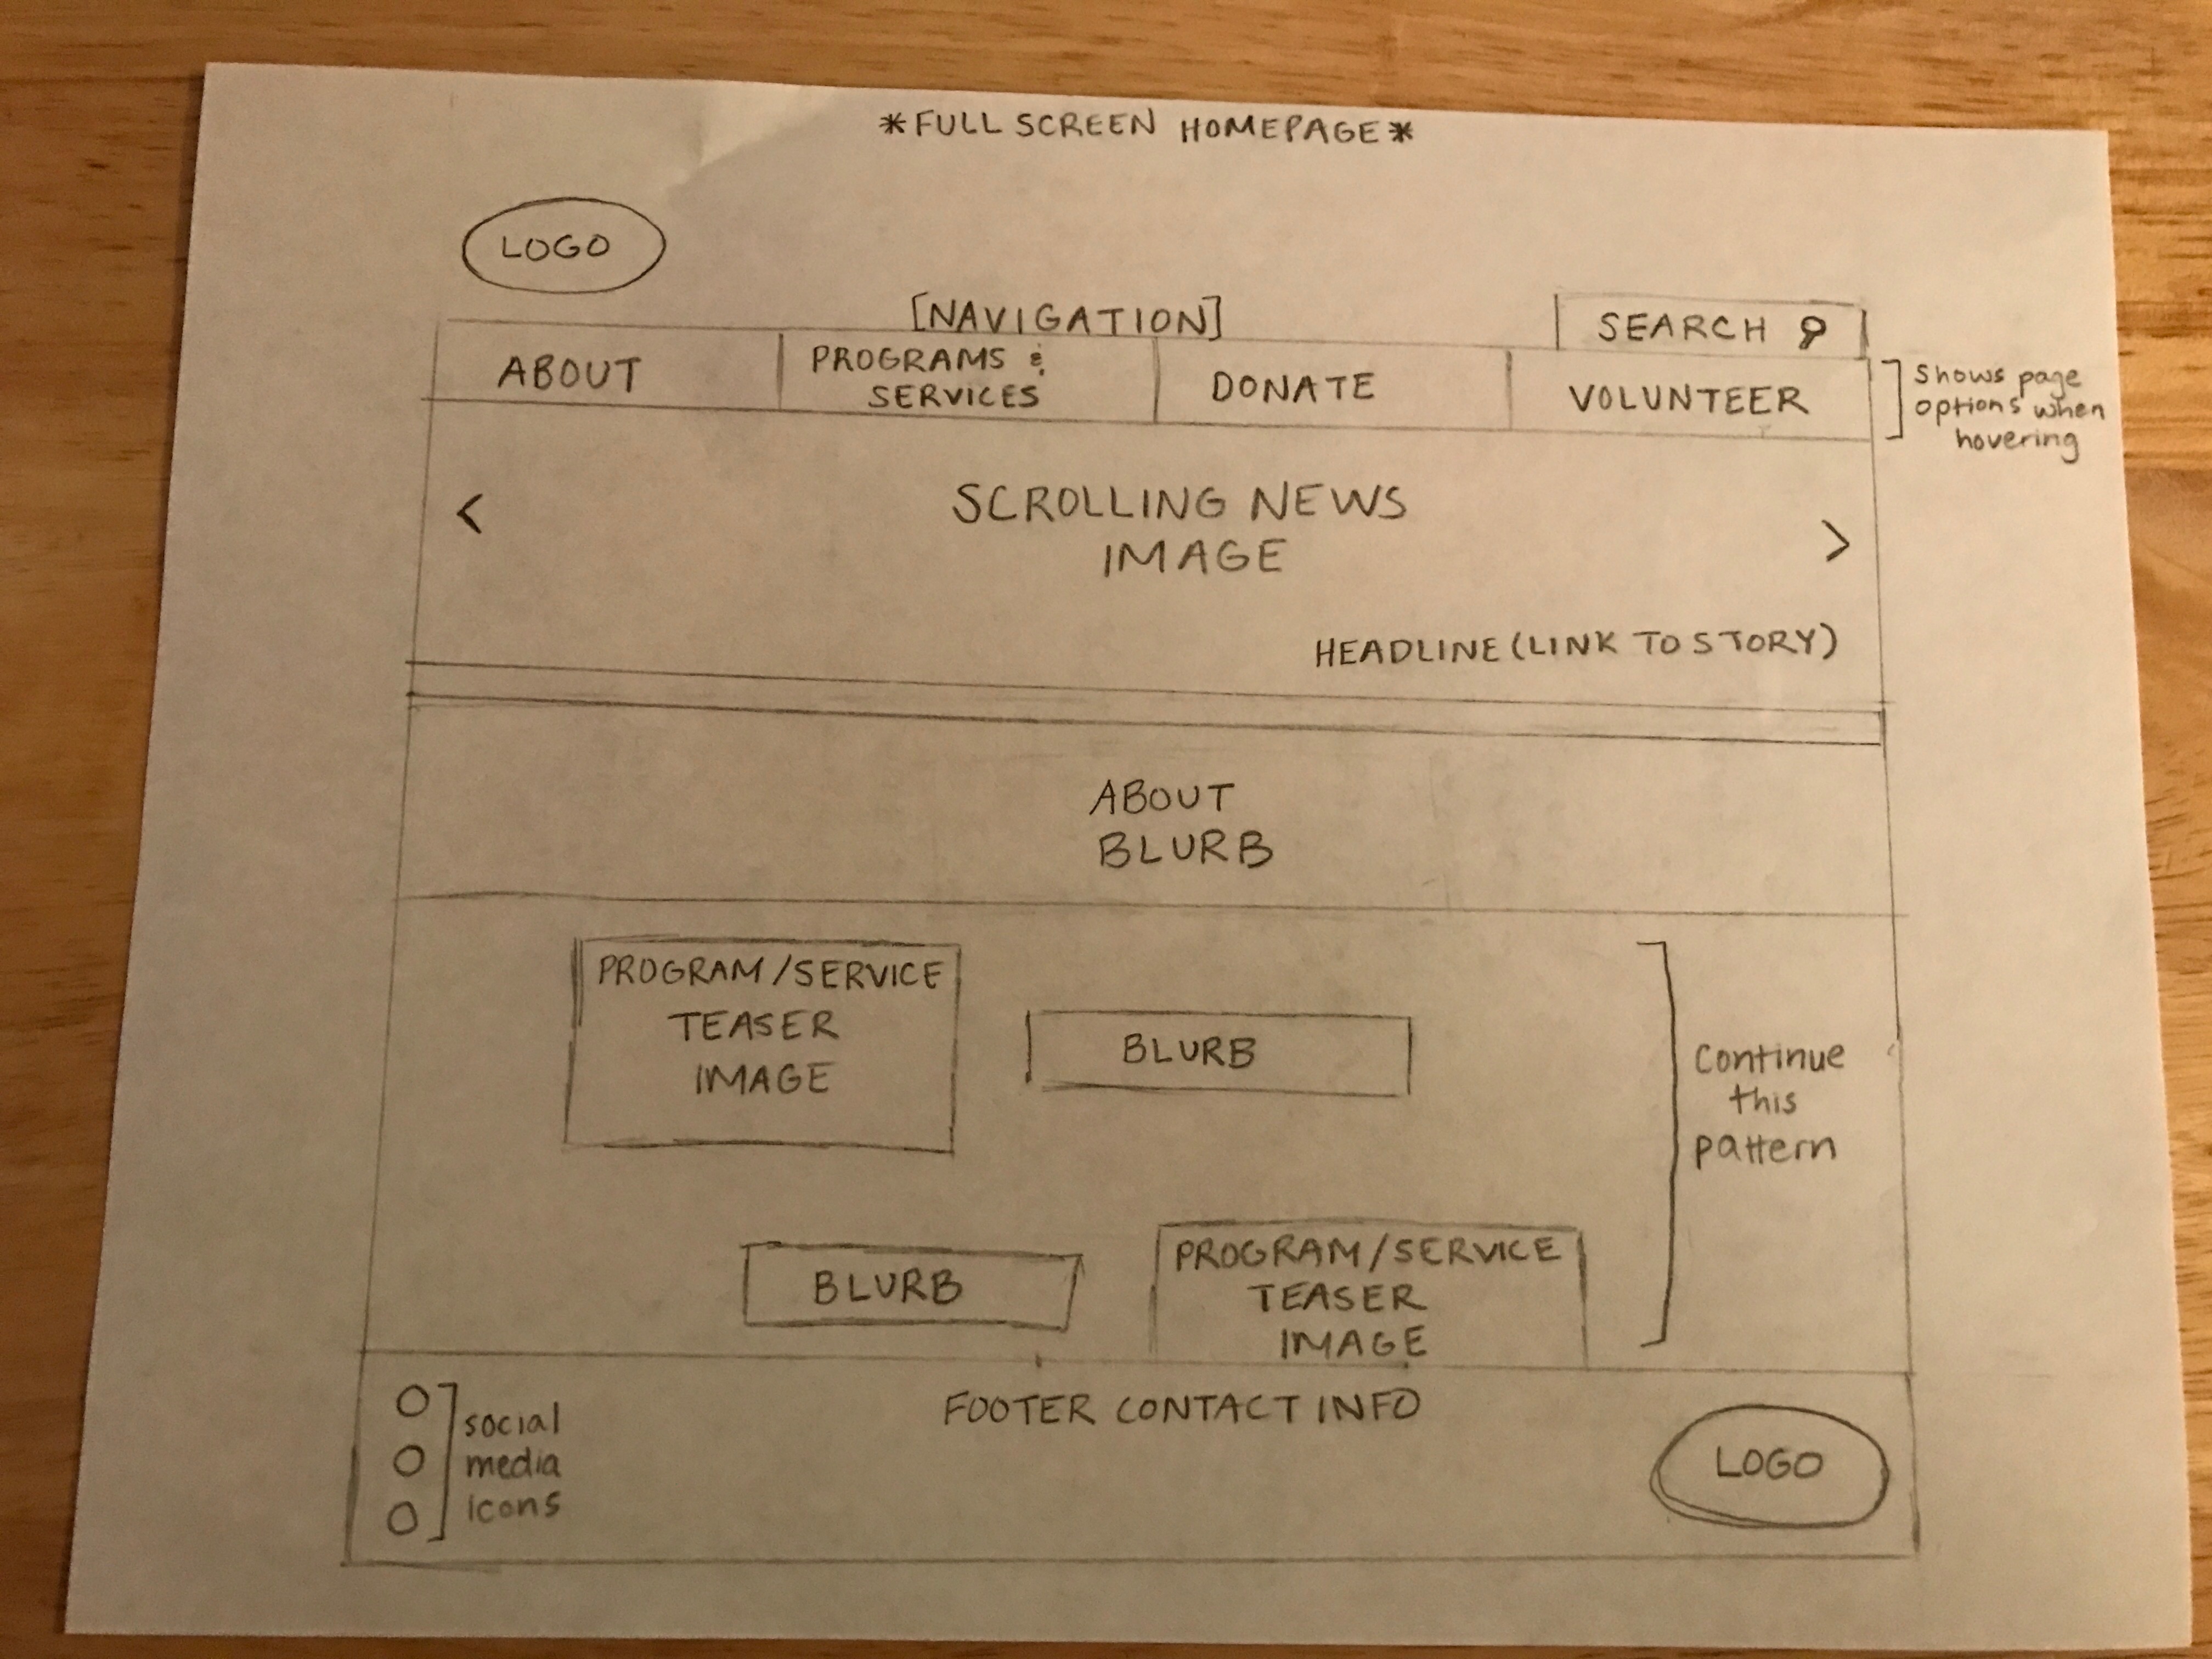 *FULL SCREEN HOMEPAGE*
LOGO
[NAVIGATION]
SEARCH
ABOUT
PROGRAMS &
SERVICES
DONATE
VOLUNTEER
Shows page
options when
hovering
<
SCROLLING NEWS
IMAGE
>
HEADLINE (LINK TO STORY)
ABOUT
BLURB
PROGRAM/SERVICE
TEASER
IMAGE
BLURB
Continue
this
pattern
BLURB
PROGRAM/SERVICE
TEASER
IMAGE
social
media
icons
FOOTER CONTACT INFO
LOGO